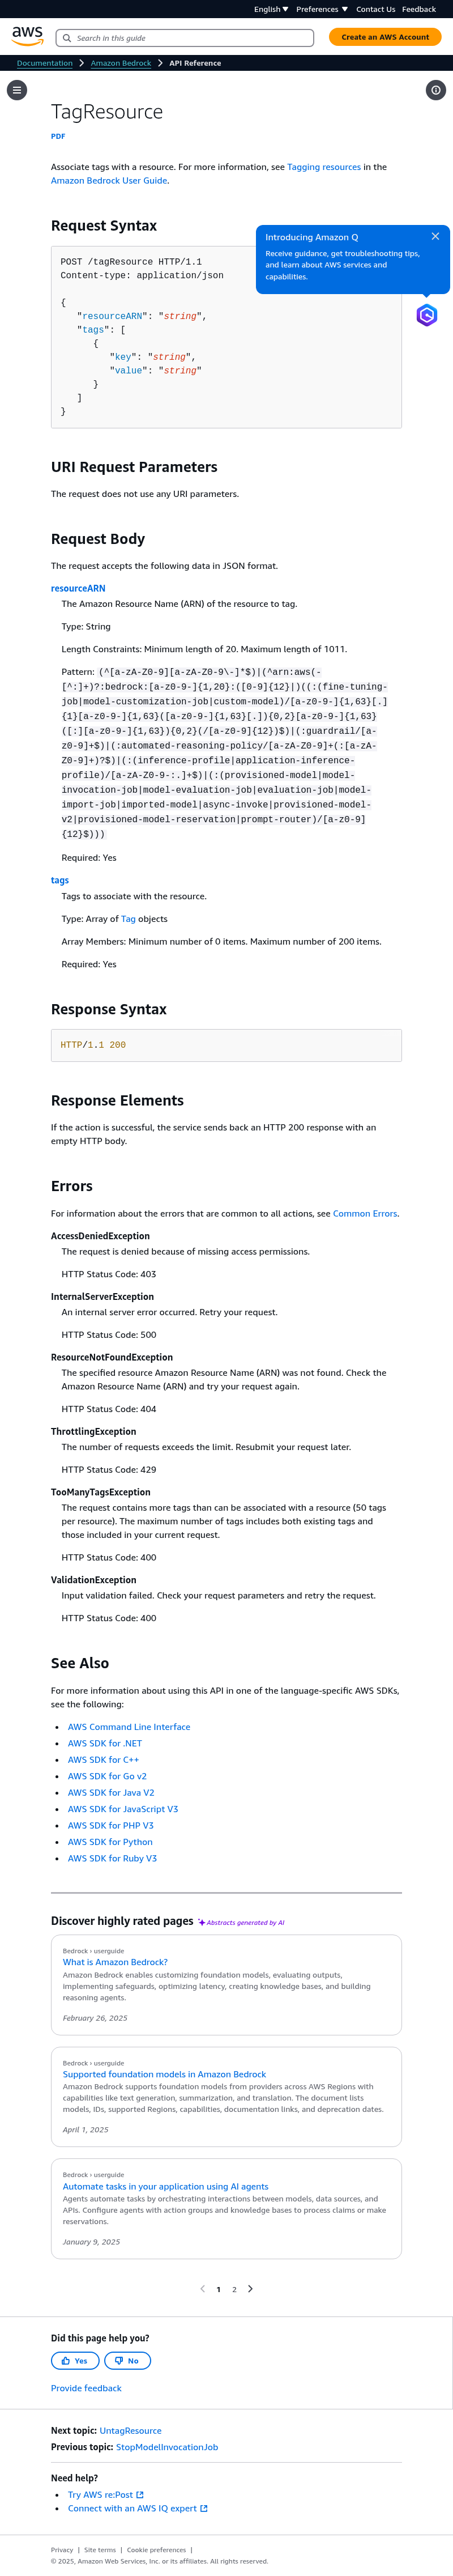 English Preferences Contact Us Feedback
aws
Search in this guide
Create an AWS Account
Documentation Amazon Bedrock API Reference
TagResource
PDF
Associate tags with a resource. For more information, see Tagging resources in the
Amazon Bedrock User Guide.
Request Syntax
Introducing Amazon Q
Receive guidance, get troubleshooting tips,
and learn about AWS services and
capabilities.
POST /tagResource HTTP/1.1
Content-type: application/json
{
"resourceARN": "string",
"tags": [
{
"key": "string",
"value": "string"
}
]
}
URI Request Parameters
The request does not use any URI parameters.
Request Body
The request accepts the following data in JSON format.
resourceARN
The Amazon Resource Name (ARN) of the resource to tag.
Type: String
Length Constraints: Minimum length of 20. Maximum length of 1011.
Pattern: (^[a-zA-Z0-9][a-zA-Z0-9\-]*$)|(^arn:aws(-
[^:]+)?:bedrock:[a-z0-9-]{1,20}:([0-9]{12}|)((:(fine-tuning-
job|model-customization-job|custom-model)/[a-z0-9-]{1,63}[.]
{1}[a-z0-9-]{1,63}([a-z0-9-]{1,63}[.]){0,2}[a-z0-9-]{1,63}
([:][a-z0-9-]{1,63}){0,2}(/[a-z0-9]{12})$)|(:guardrail/[a-
z0-9]+$)|(:automated-reasoning-policy/[a-zA-Z0-9]+(:[a-zA-
Z0-9]+)?$)|(:(inference-profile|application-inference-
profile)/[a-zA-Z0-9-:.]+$)|(:(provisioned-model|model-
invocation-job|model-evaluation-job|evaluation-job|model-
import-job|imported-model|async-invoke|provisioned-model-
v2|provisioned-model-reservation|prompt-router)/[a-z0-9]
{12}$)))
Required: Yes
tags
Tags to associate with the resource.
Type: Array of Tag objects
Array Members: Minimum number of 0 items. Maximum number of 200 items.
Required: Yes
Response Syntax
HTTP/1.1 200
Response Elements
If the action is successful, the service sends back an HTTP 200 response with an
empty HTTP body.
Errors
For information about the errors that are common to all actions, see Common Errors.
AccessDeniedException
The request is denied because of missing access permissions.
HTTP Status Code: 403
InternalServerException
An internal server error occurred. Retry your request.
HTTP Status Code: 500
ResourceNotFoundException
The specified resource Amazon Resource Name (ARN) was not found. Check the
Amazon Resource Name (ARN) and try your request again.
HTTP Status Code: 404
ThrottlingException
The number of requests exceeds the limit. Resubmit your request later.
HTTP Status Code: 429
TooManyTagsException
The request contains more tags than can be associated with a resource (50 tags
per resource). The maximum number of tags includes both existing tags and
those included in your current request.
HTTP Status Code: 400
ValidationException
Input validation failed. Check your request parameters and retry the request.
HTTP Status Code: 400
See Also
For more information about using this API in one of the language-specific AWS SDKs,
see the following:
• AWS Command Line Interface
• AWS SDK for .NET
• AWS SDK for C++
• AWS SDK for Go v2
• AWS SDK for Java V2
• AWS SDK for JavaScript V3
• AWS SDK for PHP V3
• AWS SDK for Python
• AWS SDK for Ruby V3
Discover highly rated pages Abstracts generated by AI
Bedrock › userguide
What is Amazon Bedrock?
Amazon Bedrock enables customizing foundation models, evaluating outputs,
implementing safeguards, optimizing latency, creating knowledge bases, and building
reasoning agents.
February 26, 2025
Bedrock › userguide
Supported foundation models in Amazon Bedrock
Amazon Bedrock supports foundation models from providers across AWS Regions with
capabilities like text generation, summarization, and translation. The document lists
models, IDs, supported Regions, capabilities, documentation links, and deprecation dates.
April 1, 2025
Bedrock › userguide
Automate tasks in your application using AI agents
Agents automate tasks by orchestrating interactions between models, data sources, and
APIs. Configure agents with action groups and knowledge bases to process claims or make
reservations.
January 9, 2025
1 2
Did this page help you?
Yes No
Provide feedback
Next topic: UntagResource
Previous topic: StopModelInvocationJob
Need help?
• Try AWS re:Post
• Connect with an AWS IQ expert
Privacy | Site terms | Cookie preferences |
© 2025, Amazon Web Services, Inc. or its affiliates. All rights reserved.